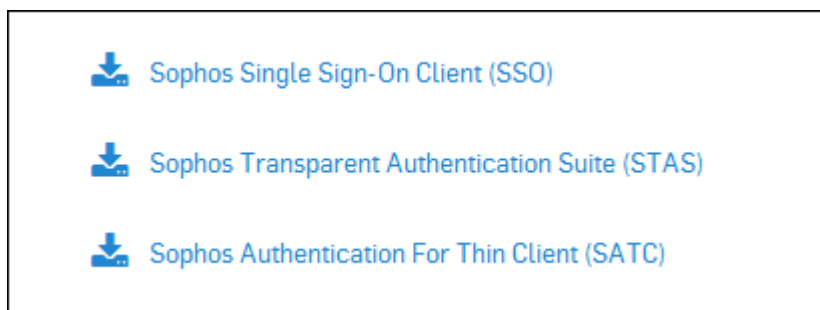 Sophos Single Sign-On Client (SSO)
Sophos Transparent Authentication Suite (STAS)
Sophos Authentication For Thin Client (SATC)